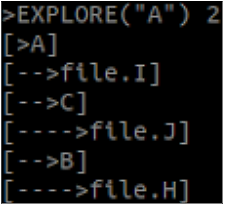 >EXPLORE("A") 2
[>A]
[-->file.I]
[-->C]
[---->file.J]
[-->B]
[---->file.H]